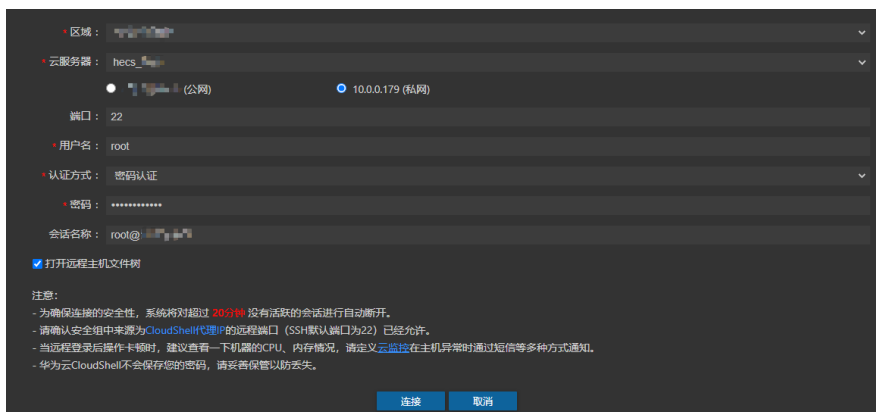 * 区域：
* 云服务器： hecs_
(公网) 10.0.0.179 (私网)
端口： 22
* 用户名： root
* 认证方式： 密码认证
* 密码： ••••••••••••
会话名称： root@
打开远程主机文件树
注意：
- 为确保连接的安全性，系统将对超过 20分钟 没有活跃的会话进行自动断开。
- 请确认安全组中来源为CloudShell代理IP的远程端口（SSH默认端口为22）已经允许。
- 当远程登录后操作卡顿时，建议查看一下机器的CPU、内存情况，请定义云监控在主机异常时通过短信等多种方式通知。
- 华为云CloudShell不会保存您的密码，请妥善保管以防丢失。
连接 取消